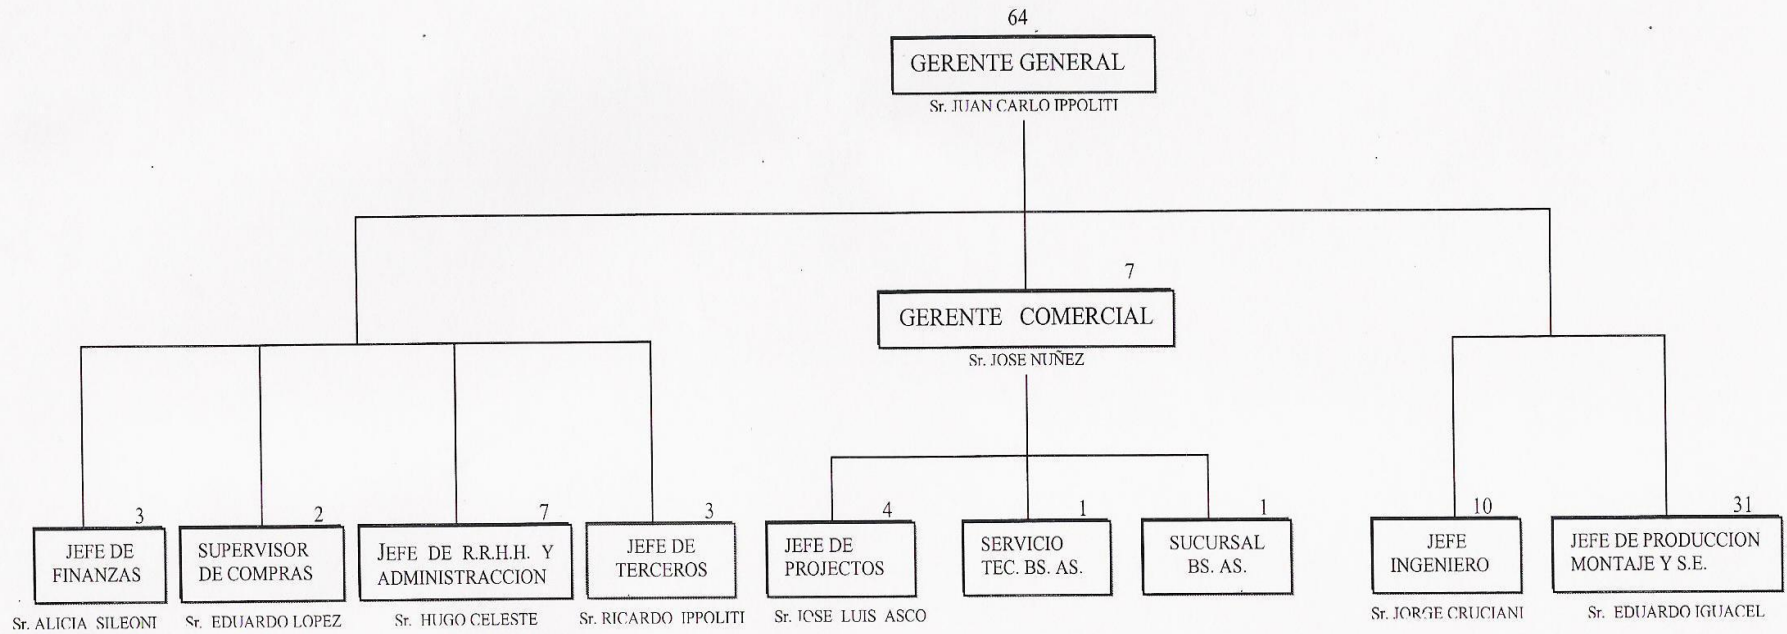 64
GERENTE GENERAL
Sr. JUAN CARLO IPPOLITI
7
GERENTE COMERCIAL
Sr. JOSE NUÑEZ
3
JEFE DE
FINANZAS
Sr. ALICIA SILEONI
2
SUPERVISOR
DE COMPRAS
Sr. EDUARDO LOPEZ
7
JEFE DE R.R.H.H. Y
ADMINISTRACCION
Sr. HUGO CELESTE
3
JEFE DE
TERCEROS
Sr. RICARDO IPPOLITI
4
JEFE DE
PROJECTOS
Sr. JOSE LUIS ASCO
1
SERVICIO
TEC. BS. AS.
1
SUCURSAL
BS. AS.
10
JEFE
INGENIERO
Sr. JORGE CRUCIANI
31
JEFE DE PRODUCCION
MONTAJE Y S.E.
Sr. EDUARDO IGUACEL